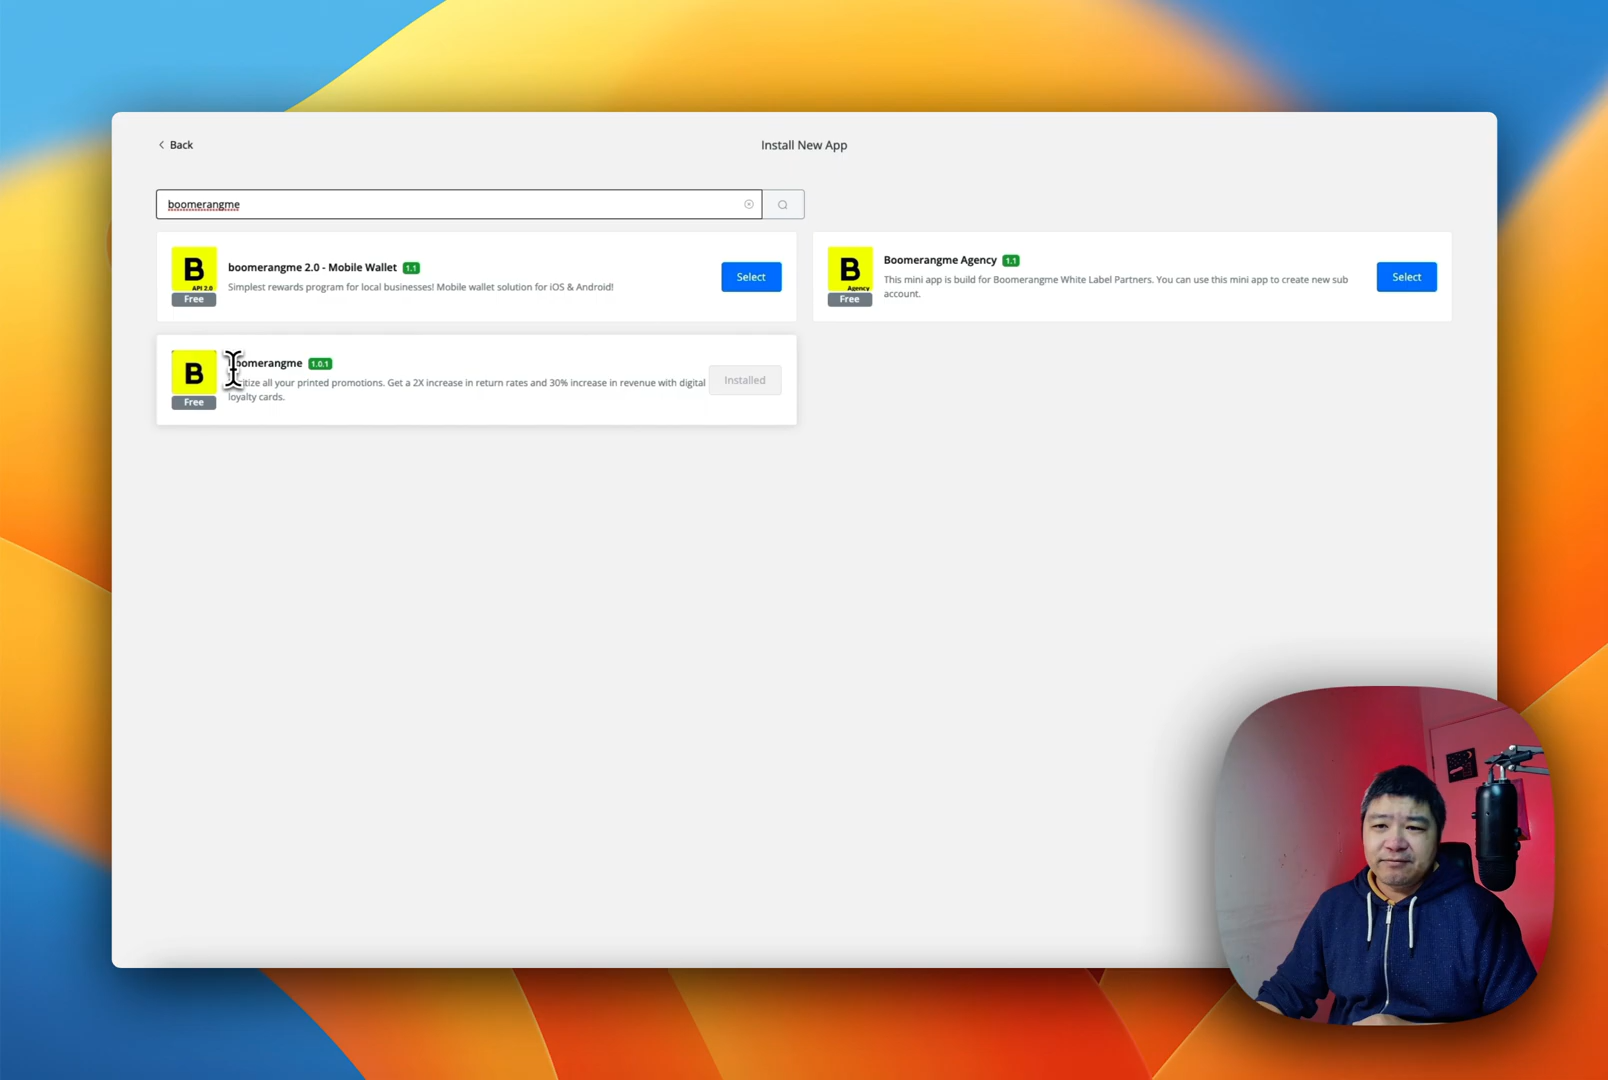 Back
Install New App
boomerangme
B
API 2.0
Free
boomerangme 2.0 - Mobile Wallet 1.1
Simplest rewards program for local businesses! Mobile wallet solution for iOS & Android!
Select
B
Agency
Free
Boomerangme Agency 1.1
This mini app is build for Boomerangme White Label Partners. You can use this mini app to create new sub
account.
Select
B
Free
boomerangme 1.0.1
itize all your printed promotions. Get a 2X increase in return rates and 30% increase in revenue with digital
loyalty cards.
Installed